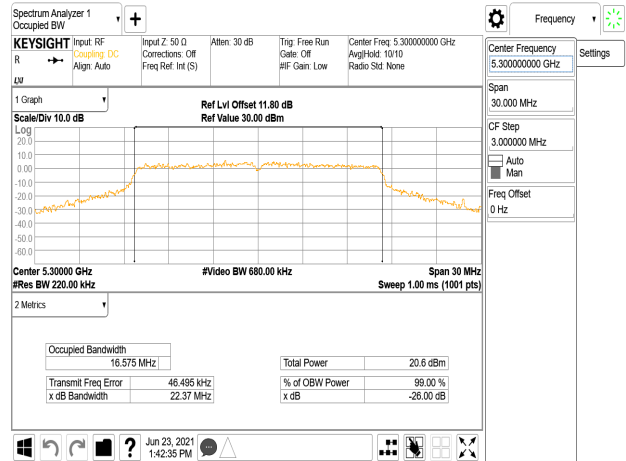 Spectrum Analyzer 1
Occupied BW
Frequency
KEYSIGHT
R
LXI
Input: RF
Coupling: DC
Align: Auto
Input Z: 50 Ω
Corrections: Off
Freq Ref: Int (S)
Atten: 30 dB
Trig: Free Run
Gate: Off
#IF Gain: Low
Center Freq: 5.300000000 GHz
Avg|Hold: 10/10
Radio Std: None
Center Frequency
5.300000000 GHz
Settings
Span
30.000 MHz
CF Step
3.000000 MHz
Auto
Man
Freq Offset
0 Hz
1 Graph
Scale/Div 10.0 dB
Ref Lvl Offset 11.80 dB
Ref Value 30.00 dBm
Log
20.0
10.0
0.00
-10.0
-20.0
-30.0
-40.0
-50.0
-60.0
Center 5.30000 GHz
#Video BW 680.00 kHz
Span 30 MHz
#Res BW 220.00 kHz
Sweep 1.00 ms (1001 pts)
2 Metrics
Occupied Bandwidth
16.575 MHz
Total Power 20.6 dBm
Transmit Freq Error 46.495 kHz
% of OBW Power 99.00 %
x dB Bandwidth 22.37 MHz
x dB -26.00 dB
?
Jun 23, 2021
1:42:35 PM